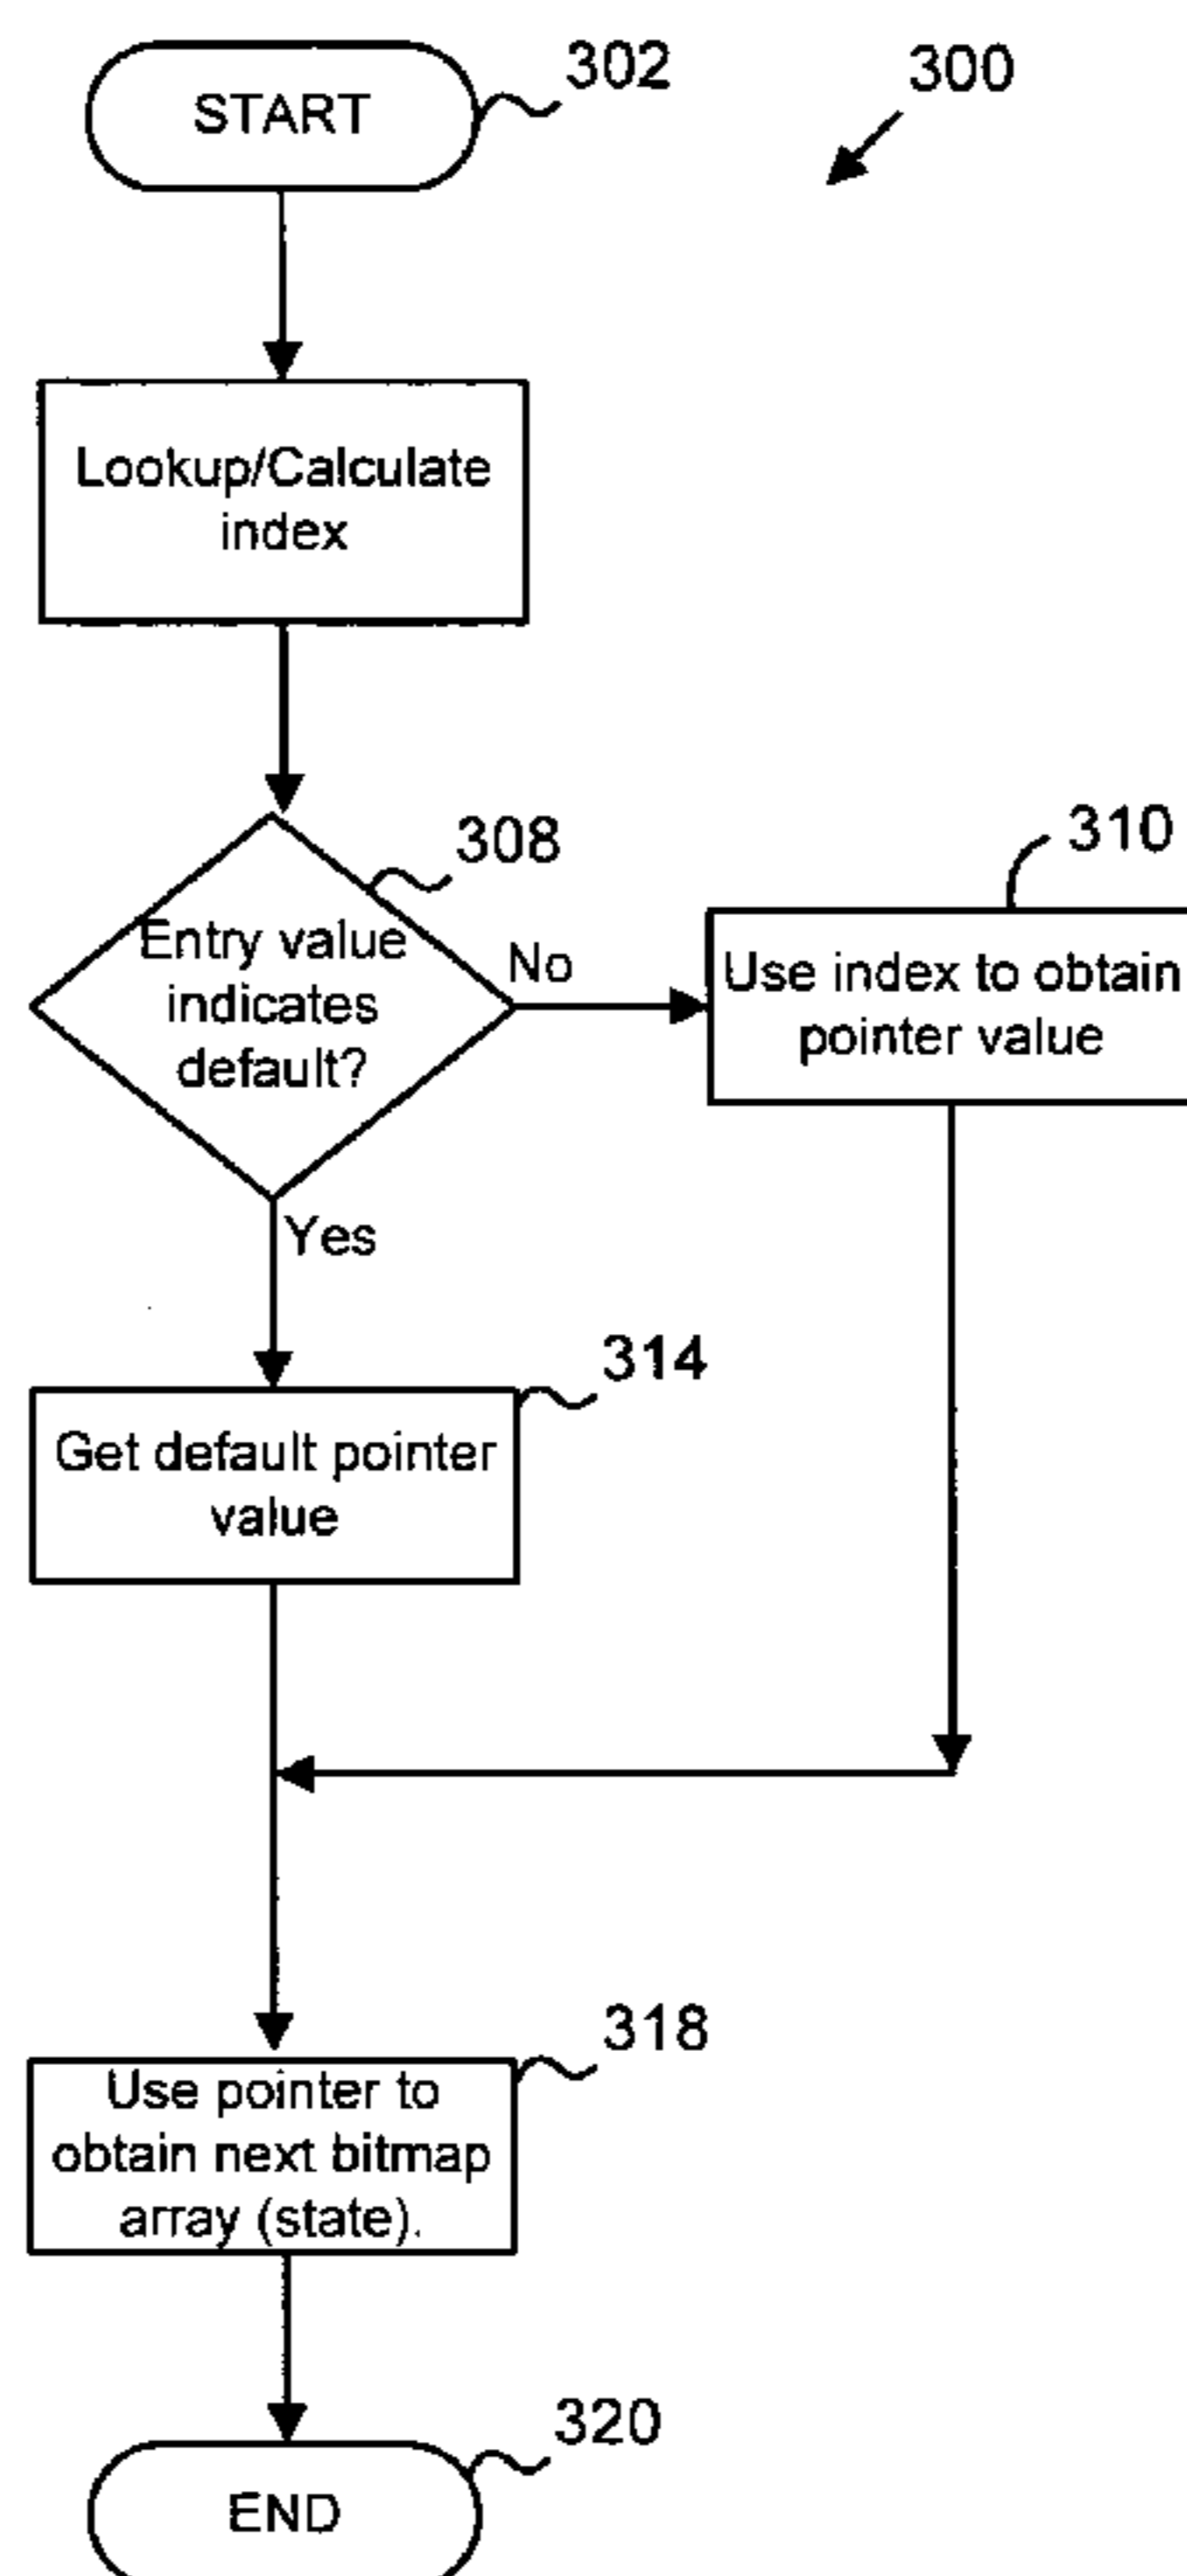 302
300
START
Lookup/Calculate
index
308
310
Entry value
indicates
default?
No
Use index to obtain
pointer value
Yes
314
Get default pointer
value
318
Use pointer to
obtain next bitmap
array (state).
320
END